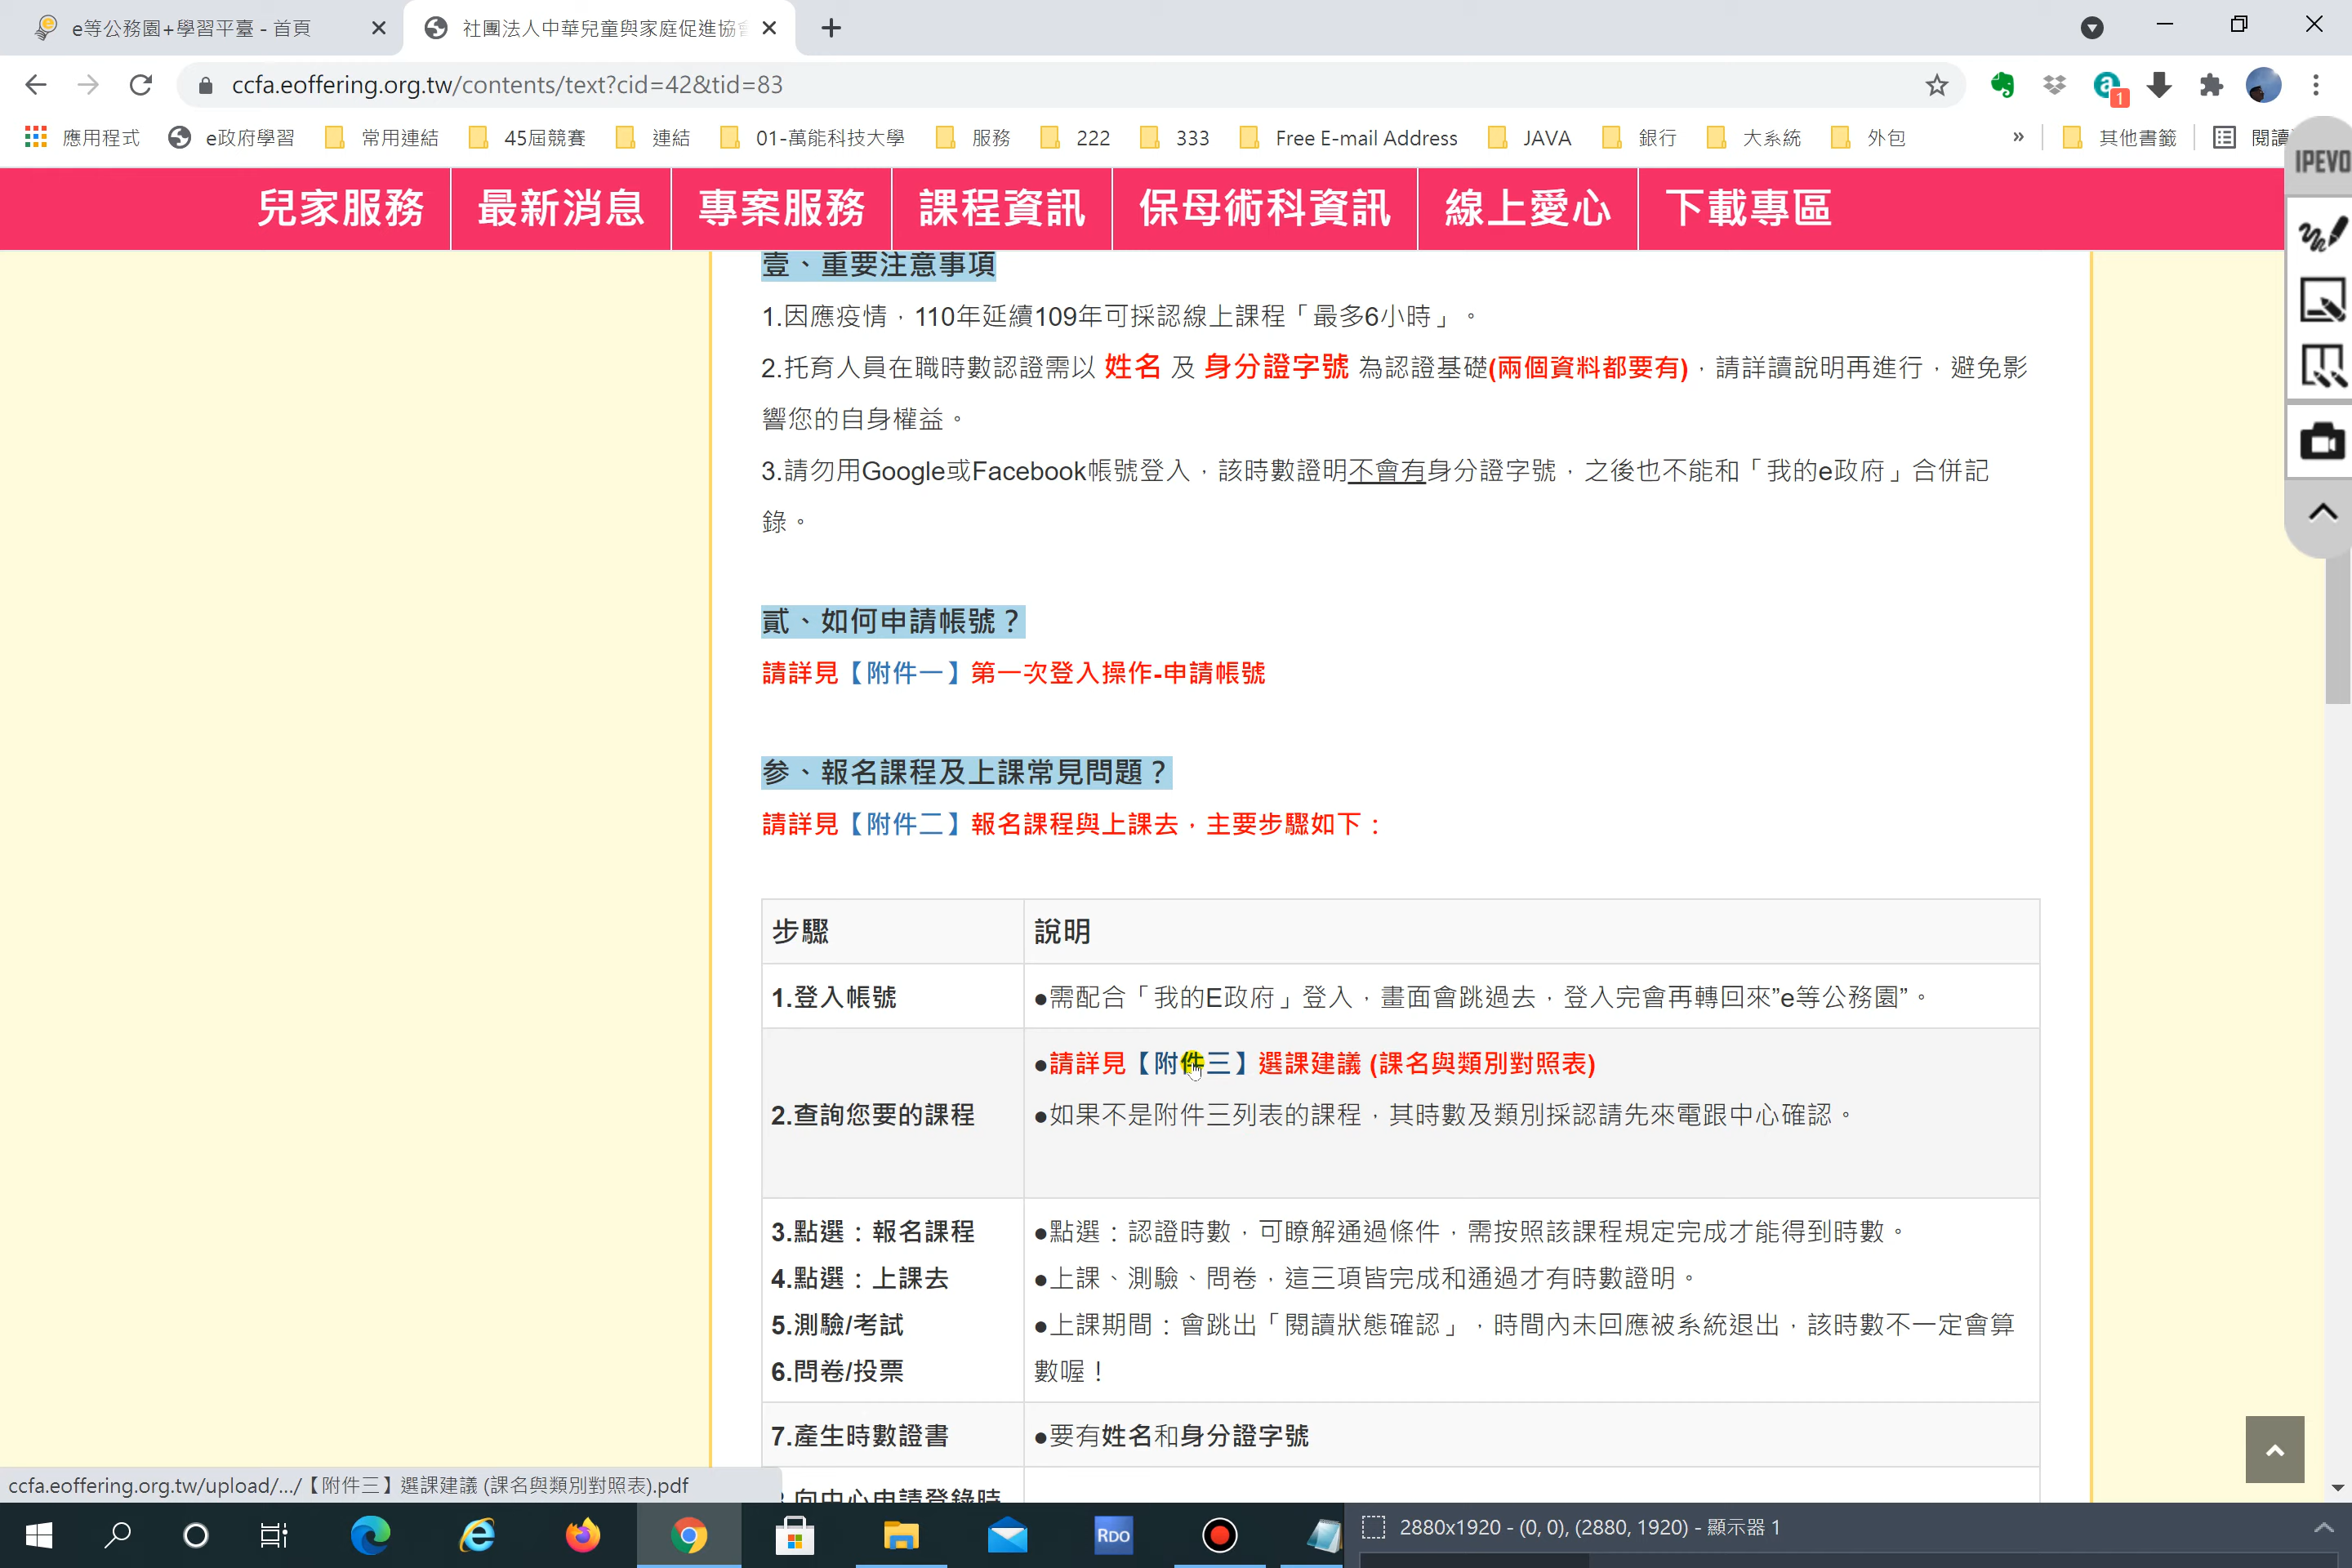 e等公務園+學習平臺 - 首頁
社團法人中華兒童與家庭促進協會
ccfa.eoffering.org.tw/contents/text?cid=42&tid=83
1
應用程式 e政府學習 常用連結 45屆競賽 連結 01-萬能科技大學 服務 222 333 Free E-mail Address JAVA 銀行 大系統 外包 » 其他書籤 閱讀
IPEVO
兒家服務 最新消息 專案服務 課程資訊 保母術科資訊 線上愛心 下載專區
壹、重要注意事項
1.因應疫情，110年延續109年可採認線上課程「最多6小時」。
2.托育人員在職時數認證需以 姓名 及 身分證字號 為認證基礎(兩個資料都要有)，請詳讀說明再進行，避免影
響您的自身權益。
3.請勿用Google或Facebook帳號登入，該時數證明不會有身分證字號，之後也不能和「我的e政府」合併記
錄。
貳、如何申請帳號？
請詳見【附件一】第一次登入操作-申請帳號
参、報名課程及上課常見問題？
請詳見【附件二】報名課程與上課去，主要步驟如下：
步驟 說明
1.登入帳號 ●需配合「我的E政府」登入，畫面會跳過去，登入完會再轉回來”e等公務園”。
●請詳見【附件三】選課建議 (課名與類別對照表)
2.查詢您要的課程 ●如果不是附件三列表的課程，其時數及類別採認請先來電跟中心確認。
3.點選：報名課程 ●點選：認證時數，可瞭解通過條件，需按照該課程規定完成才能得到時數。
4.點選：上課去 ●上課、測驗、問卷，這三項皆完成和通過才有時數證明。
5.測驗/考試 ●上課期間：會跳出「閱讀狀態確認」，時間內未回應被系統退出，該時數不一定會算
6.問卷/投票 數喔！
7.產生時數證書 ●要有姓名和身分證字號
向中心申請登錄時
ccfa.eoffering.org.tw/upload/.../【附件三】選課建議 (課名與類別對照表).pdf
RDO
2880x1920 - (0, 0), (2880, 1920) - 顯示器 1